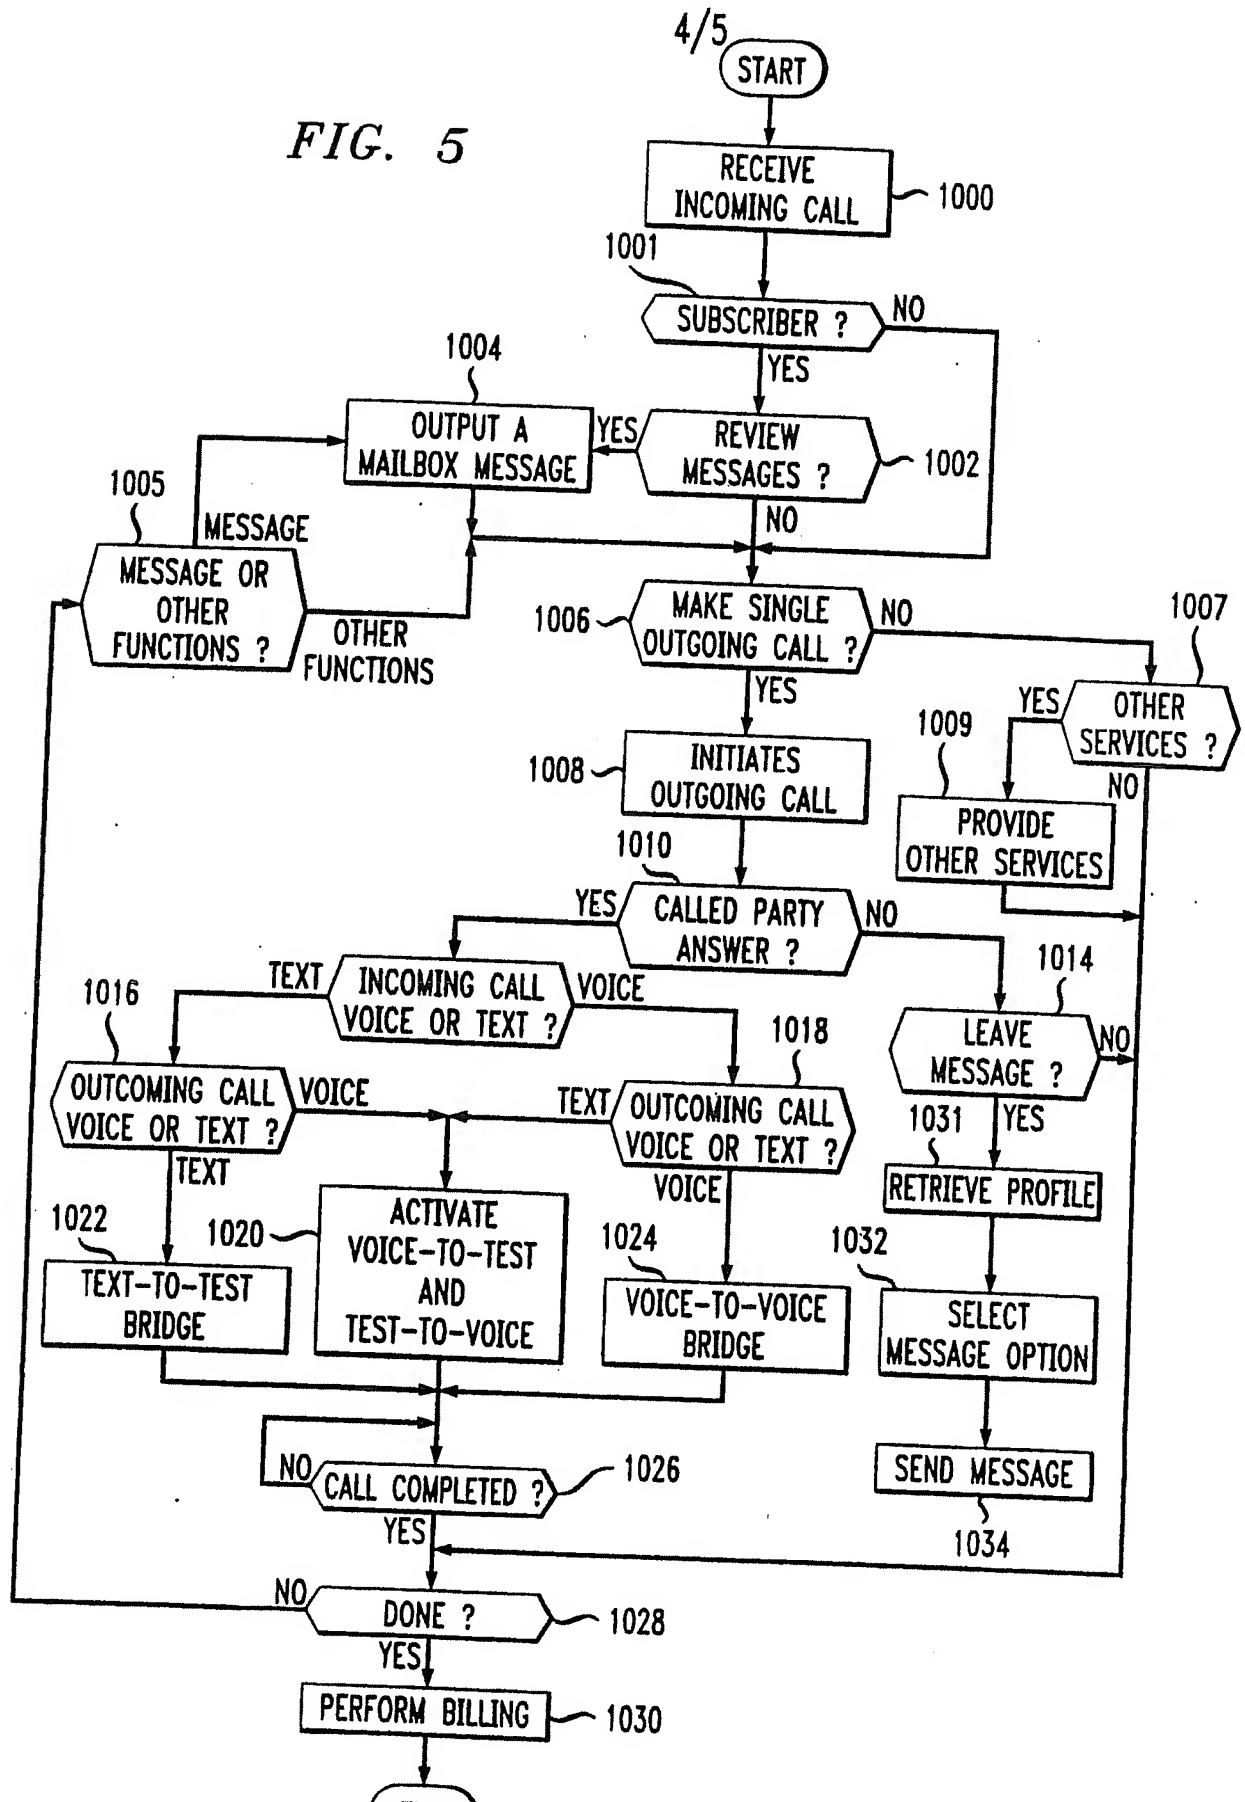 4/5
START
FIG. 5
RECEIVE
INCOMING CALL
1000
1001
SUBSCRIBER ?
NO
YES
1004
OUTPUT A
MAILBOX MESSAGE
YES
REVIEW
MESSAGES ?
1002
NO
1005
MESSAGE
MESSAGE OR
OTHER
FUNCTIONS ?
OTHER
FUNCTIONS
1006
MAKE SINGLE
OUTGOING CALL ?
NO
YES
1007
OTHER
SERVICES ?
YES
NO
1009
PROVIDE
OTHER SERVICES
1008
INITIATES
OUTGOING CALL
1010
YES
CALLED PARTY
ANSWER ?
NO
1014
LEAVE
MESSAGE ?
NO
YES
TEXT
INCOMING CALL
VOICE OR TEXT ?
VOICE
1016
OUTCOMING CALL
VOICE OR TEXT ?
VOICE
TEXT
1018
TEXT
OUTCOMING CALL
VOICE OR TEXT ?
VOICE
1031
RETRIEVE PROFILE
1022
TEXT-TO-TEST
BRIDGE
1020
ACTIVATE
VOICE-TO-TEST
AND
TEST-TO-VOICE
1024
VOICE-TO-VOICE
BRIDGE
1032
SELECT
MESSAGE OPTION
NO
CALL COMPLETED ?
1026
YES
SEND MESSAGE
1034
NO
DONE ?
1028
YES
PERFORM BILLING
1030